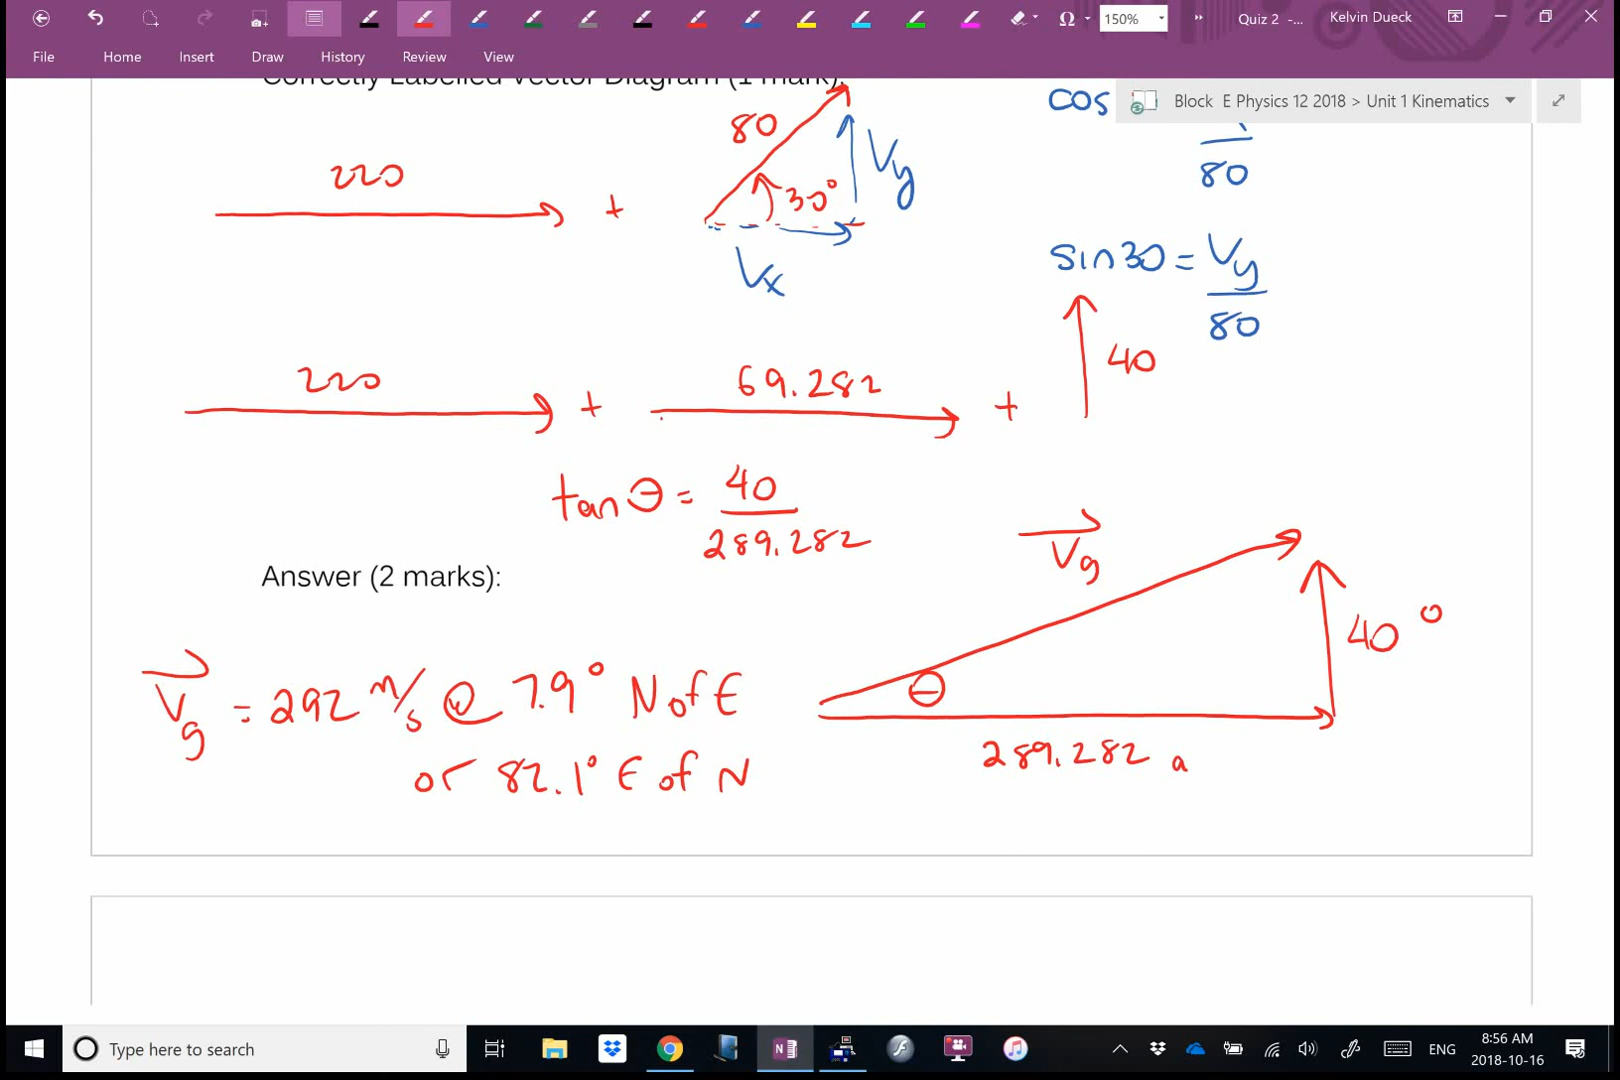 150%
Quiz 2 -...
Kelvin Dueck
File Home Insert Draw History Review View
Correctly Labelled Vector Diagram (1 mark)
Block E Physics 12 2018 > Unit 1 Kinematics
cos
80
80
220
+
30°
Vy
Vx
sin30 = Vy
80
40
220
+
69.282
+
tanθ = 40
289.282
Vg
Answer (2 marks):
40 o
θ
Vg = 292 m/s @ 7.9° N of E
289.282 a
or 82.1° E of N
Type here to search
ENG
8:56 AM
2018-10-16